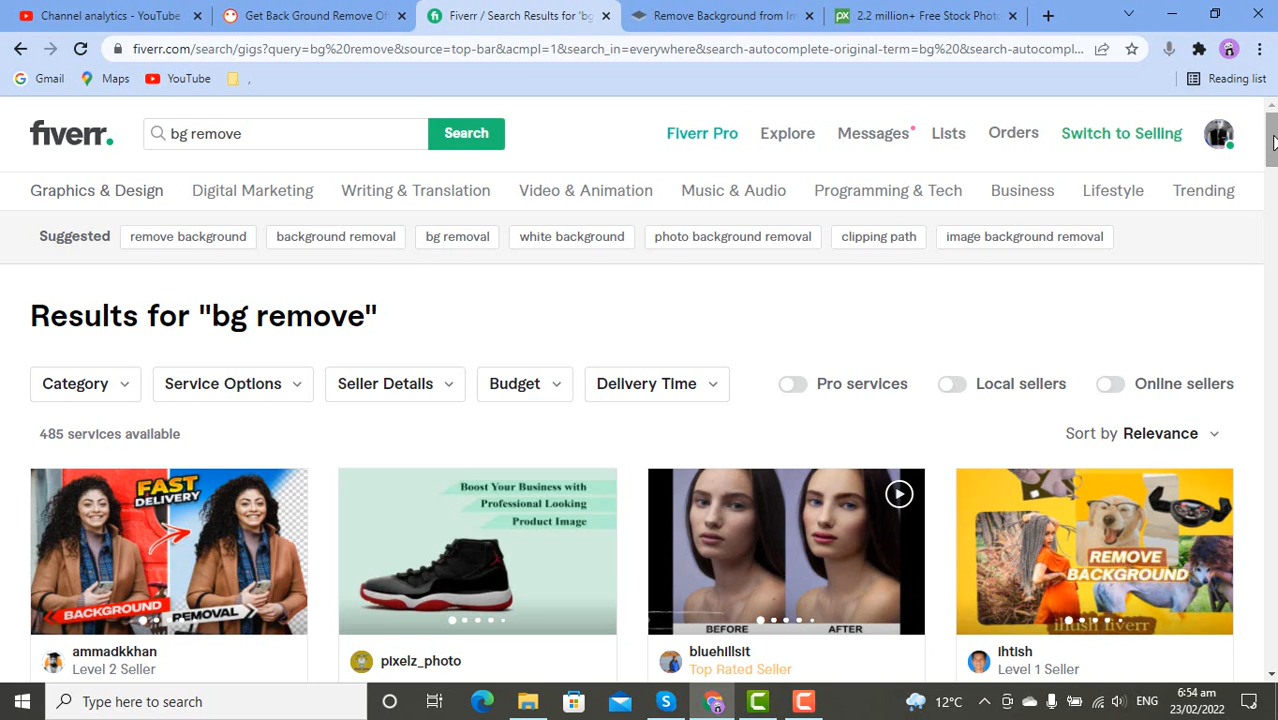 Channel analytics - YouTube
Get Back Ground Remove Of
Fiverr / Search Results for 'bg
Remove Background from Im
2.2 million+ Free Stock Phot
fiverr.com/search/gigs?query=bg%20remove&source=top-bar&acmpl=1&search_in=everywhere&search-autocomplete-original-term=bg%20&search-autocompl...
Gmail Maps YouTube , Reading list
fiverr. bg remove Search Fiverr Pro Explore Messages Lists Orders Switch to Selling
Graphics & Design Digital Marketing Writing & Translation Video & Animation Music & Audio Programming & Tech Business Lifestyle Trending
Suggested remove background background removal bg removal white background photo background removal clipping path image background removal
Results for "bg remove"
Category Service Options Seller Details Budget Delivery Time Pro services Local sellers Online sellers
485 services available Sort by Relevance
FAST
DELIVERY
BACKGROUND REMOVAL
Boost Your Business with
Professional Looking
Product Image
BEFORE AFTER
REMOVE
BACKGROUND
ihtish fiverr
ammadkkhan
Level 2 Seller
pixelz_photo
bluehillsit
Top Rated Seller
ihtish
Level 1 Seller
Type here to search
12°C ENG
6:54 am
23/02/2022